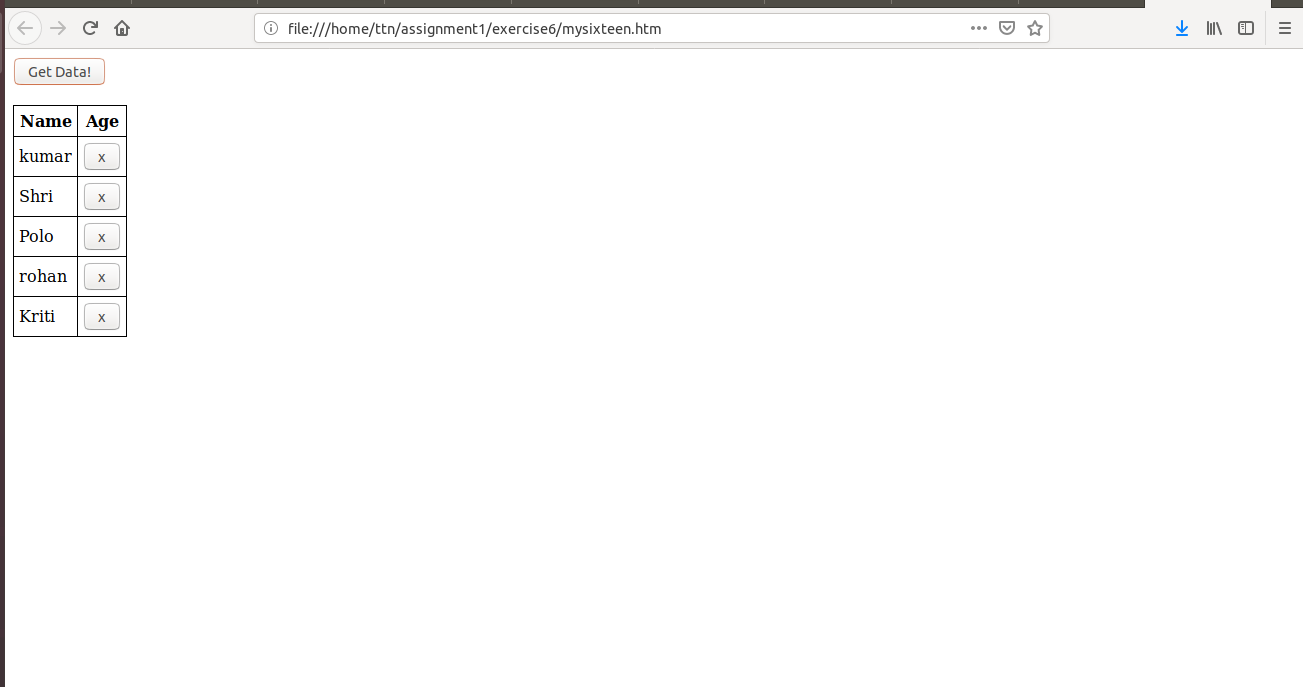 file:///home/ttn/assignment1/exercise6/mysixteen.htm
Get Data!
Name Age
kumar x
Shri x
Polo x
rohan x
Kriti x